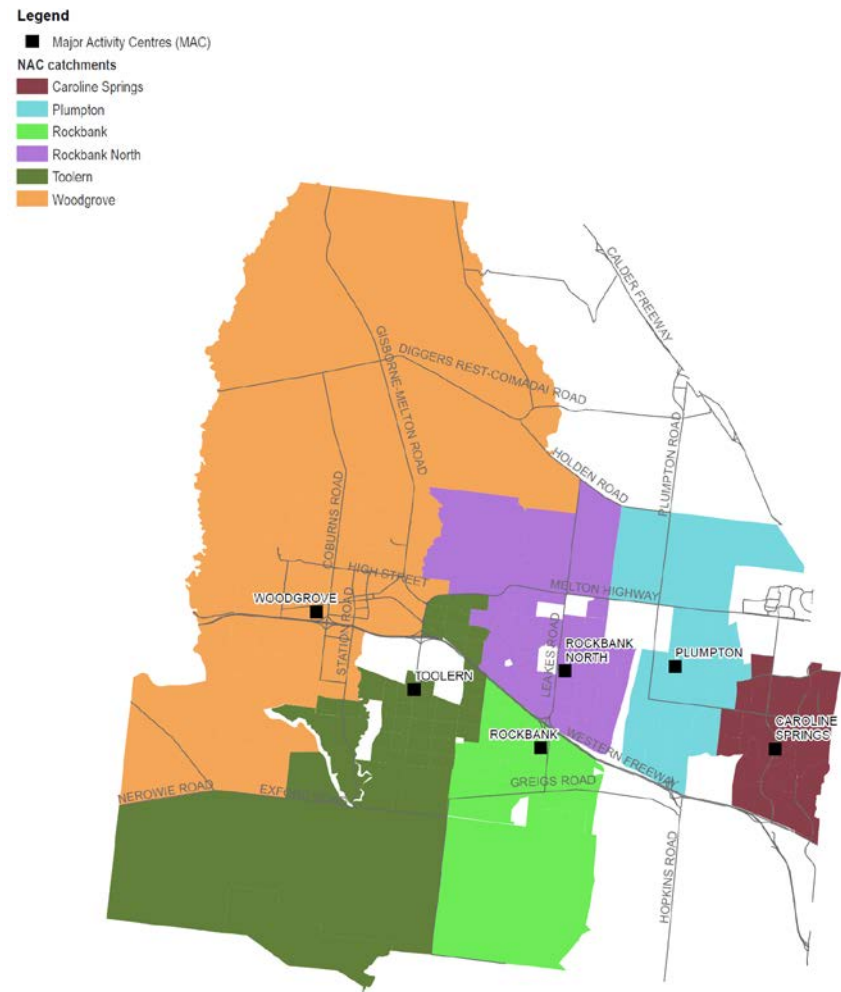 Legend
Major Activity Centres (MAC)
NAC catchments
Caroline Springs
Plumpton
Rockbank
Rockbank North
Toolern
Woodgrove
CALDER FREEWAY
GISBORNE-MELTON ROAD
DIGGERS REST-COIMADAI ROAD
PLUMPTON ROAD
HOLDEN ROAD
COBURNS ROAD
HIGH STREET
MELTON HIGHWAY
WOODGROVE
STATION ROAD
LEAKES ROAD
ROCKBANK
NORTH
PLUMPTON
TOOLERN
CAROLINE
SPRINGS
ROCKBANK
WESTERN FREEWAY
GREIGS ROAD
NEROWIE ROAD
EXFORD ROAD
HOPKINS ROAD